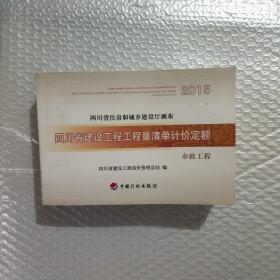 2015
四川省住房和城乡建设厅颁布
四川省建设工程工程量清单计价定额
市政工程
四川省建设工程造价管理总站 编
中国计划出版社